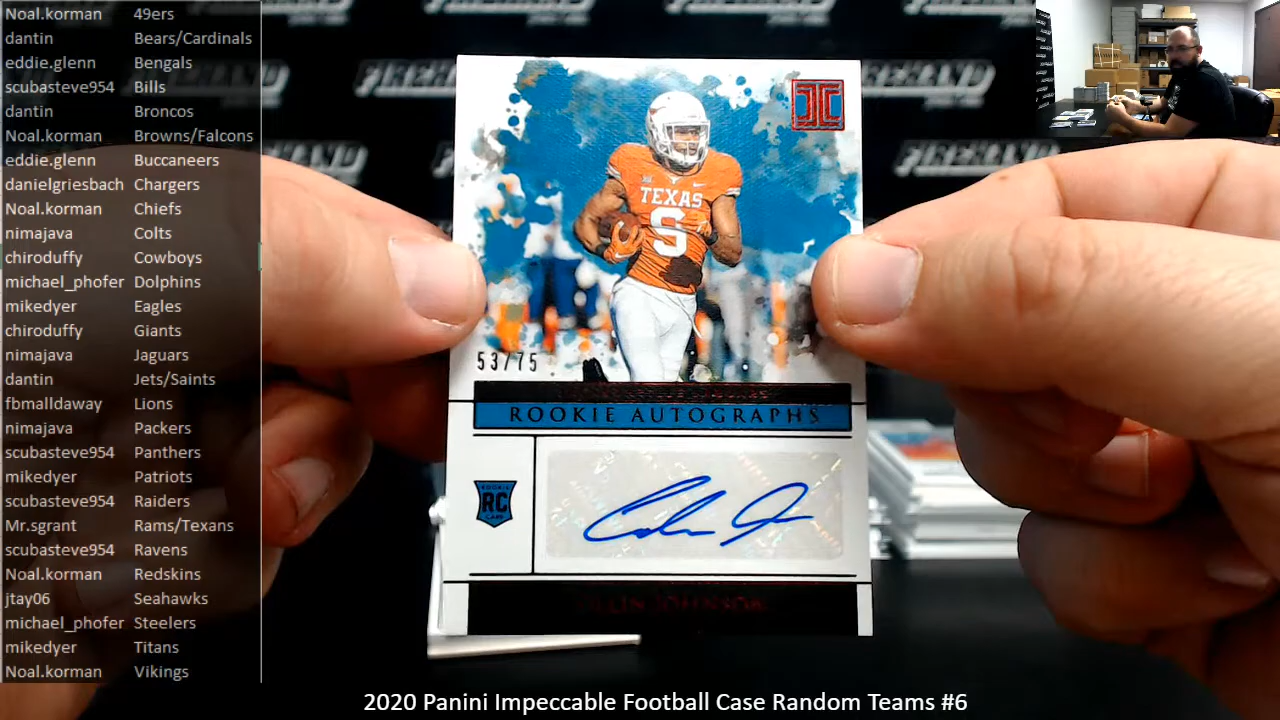 Noal.korman 49ers
dantin Bears/Cardinals
eddie.glenn Bengals
scubasteve954 Bills
dantin Broncos
Noal.korman Browns/Falcons
eddie.glenn Buccaneers
danielgriesbach Chargers
Noal.korman Chiefs
nimajava Colts
chiroduffy Cowboys
michael_phofer Dolphins
mikedyer Eagles
chiroduffy Giants
nimajava Jaguars
dantin Jets/Saints
fbmalldaway Lions
nimajava Packers
scubasteve954 Panthers
mikedyer Patriots
scubasteve954 Raiders
Mr.sgrant Rams/Texans
scubasteve954 Ravens
Noal.korman Redskins
jtay06 Seahawks
michael_phofer Steelers
mikedyer Titans
Noal.korman Vikings
FIREHAND
TEXAS
9
53/75
ROOKIE AUTOGRAPHS
RC
JOHNSON
2020 Panini Impeccable Football Case Random Teams #6